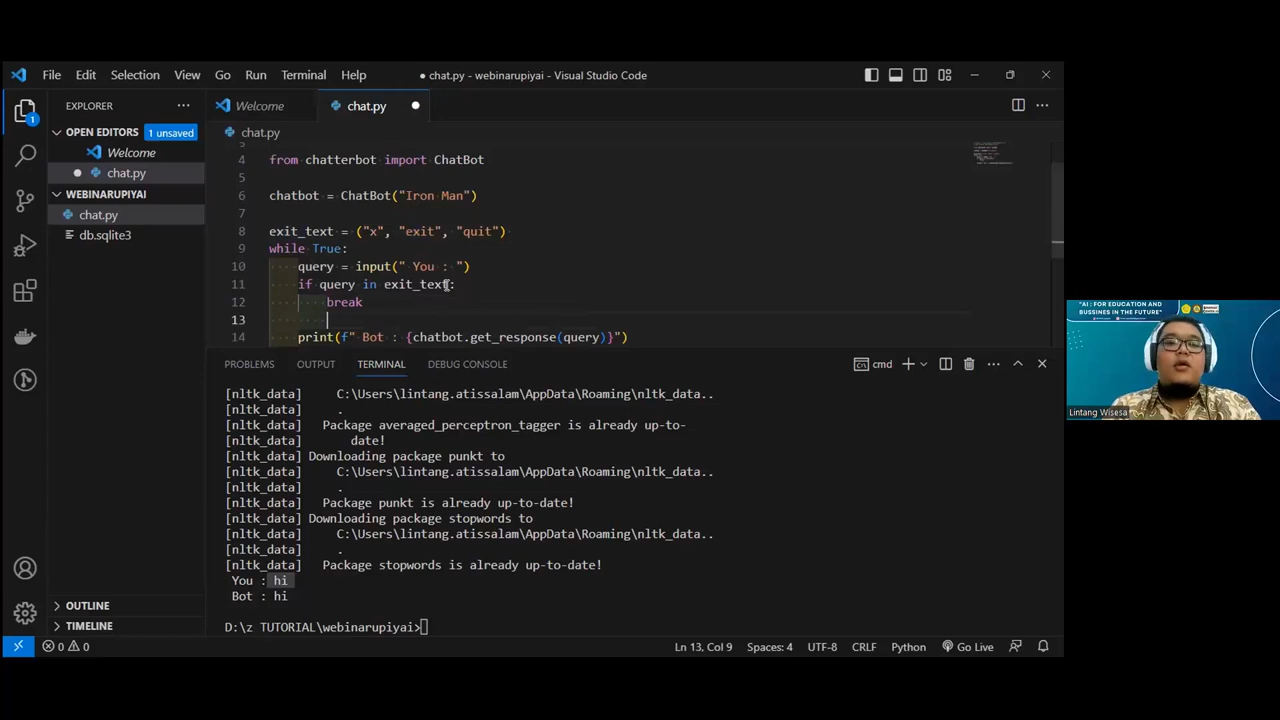 File Edit Selection View Go Run Terminal Help
● chat.py - webinarupiyai - Visual Studio Code
EXPLORER
Welcome
chat.py
OPEN EDITORS 1 unsaved
Welcome
chat.py
WEBINARUPIYAI
chat.py
db.sqlite3
OUTLINE
TIMELINE
1
chat.py
4 from chatterbot import ChatBot
5
6 chatbot = ChatBot("Iron Man")
7
8 exit_text = ("x", "exit", "quit")
9 while True:
10 query = input(" You : ")
11 if query in exit_text:
12 break
13
14 print(f" Bot : {chatbot.get_response(query)}")
PROBLEMS OUTPUT TERMINAL DEBUG CONSOLE
cmd
[nltk_data] C:\Users\lintang.atissalam\AppData\Roaming\nltk_data..
[nltk_data] .
[nltk_data] Package averaged_perceptron_tagger is already up-to-
[nltk_data] date!
[nltk_data] Downloading package punkt to
[nltk_data] C:\Users\lintang.atissalam\AppData\Roaming\nltk_data..
[nltk_data] .
[nltk_data] Package punkt is already up-to-date!
[nltk_data] Downloading package stopwords to
[nltk_data] C:\Users\lintang.atissalam\AppData\Roaming\nltk_data..
[nltk_data] .
[nltk_data] Package stopwords is already up-to-date!
You : hi
Bot : hi
D:\z TUTORIAL\webinarupiyai>
0 0
Ln 13, Col 9 Spaces: 4 UTF-8 CRLF Python Go Live
"AI : FOR EDUCATION AND
BUSSINES IN THE FUTURE"
Lintang Wisesa